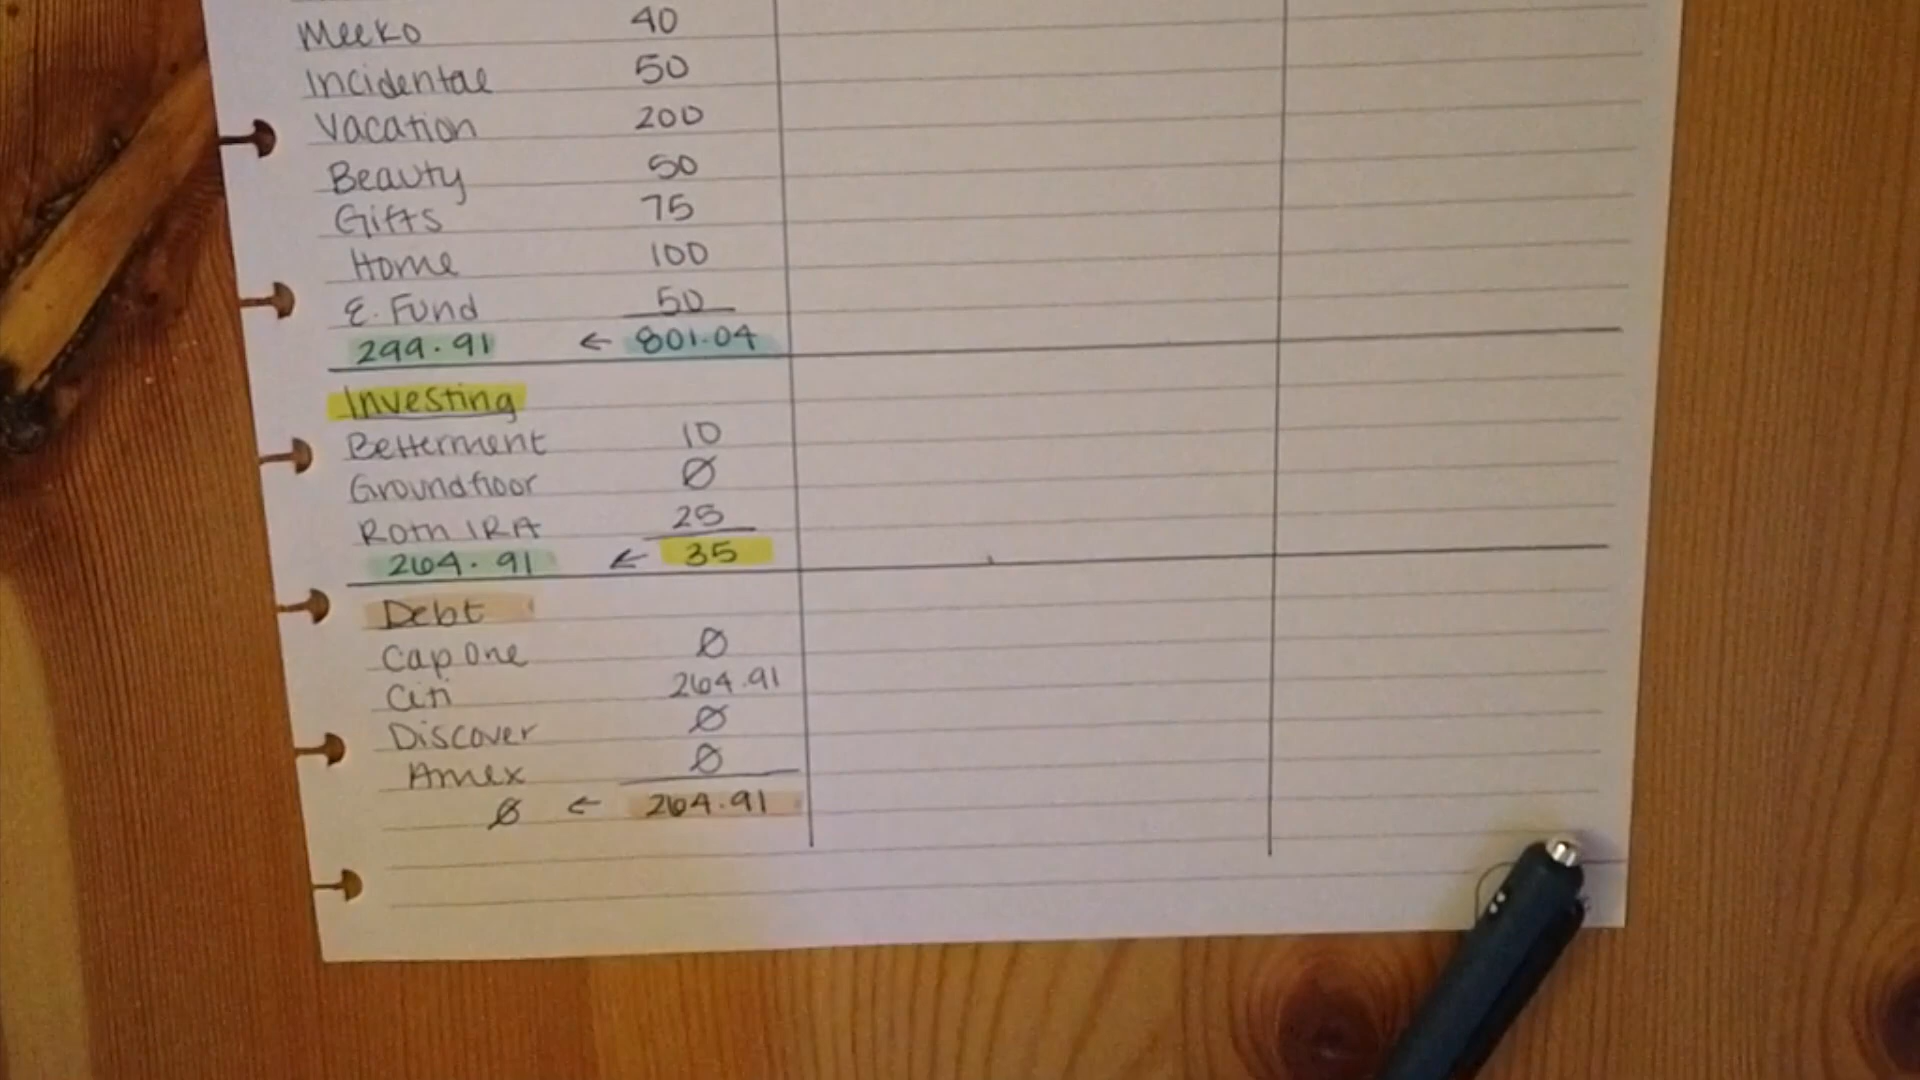 Meeko 40
Incidental 50
Vacation 200
Beauty 50
Gifts 75
Home 100
E. Fund 50
299.91 ← 801.04
Investing
Betterment 10
Groundfloor Ø
Roth IRA 25
264.91 ← 35
Debt
Cap One Ø
Citi 264.91
Discover Ø
Amex Ø
Ø ← 264.91